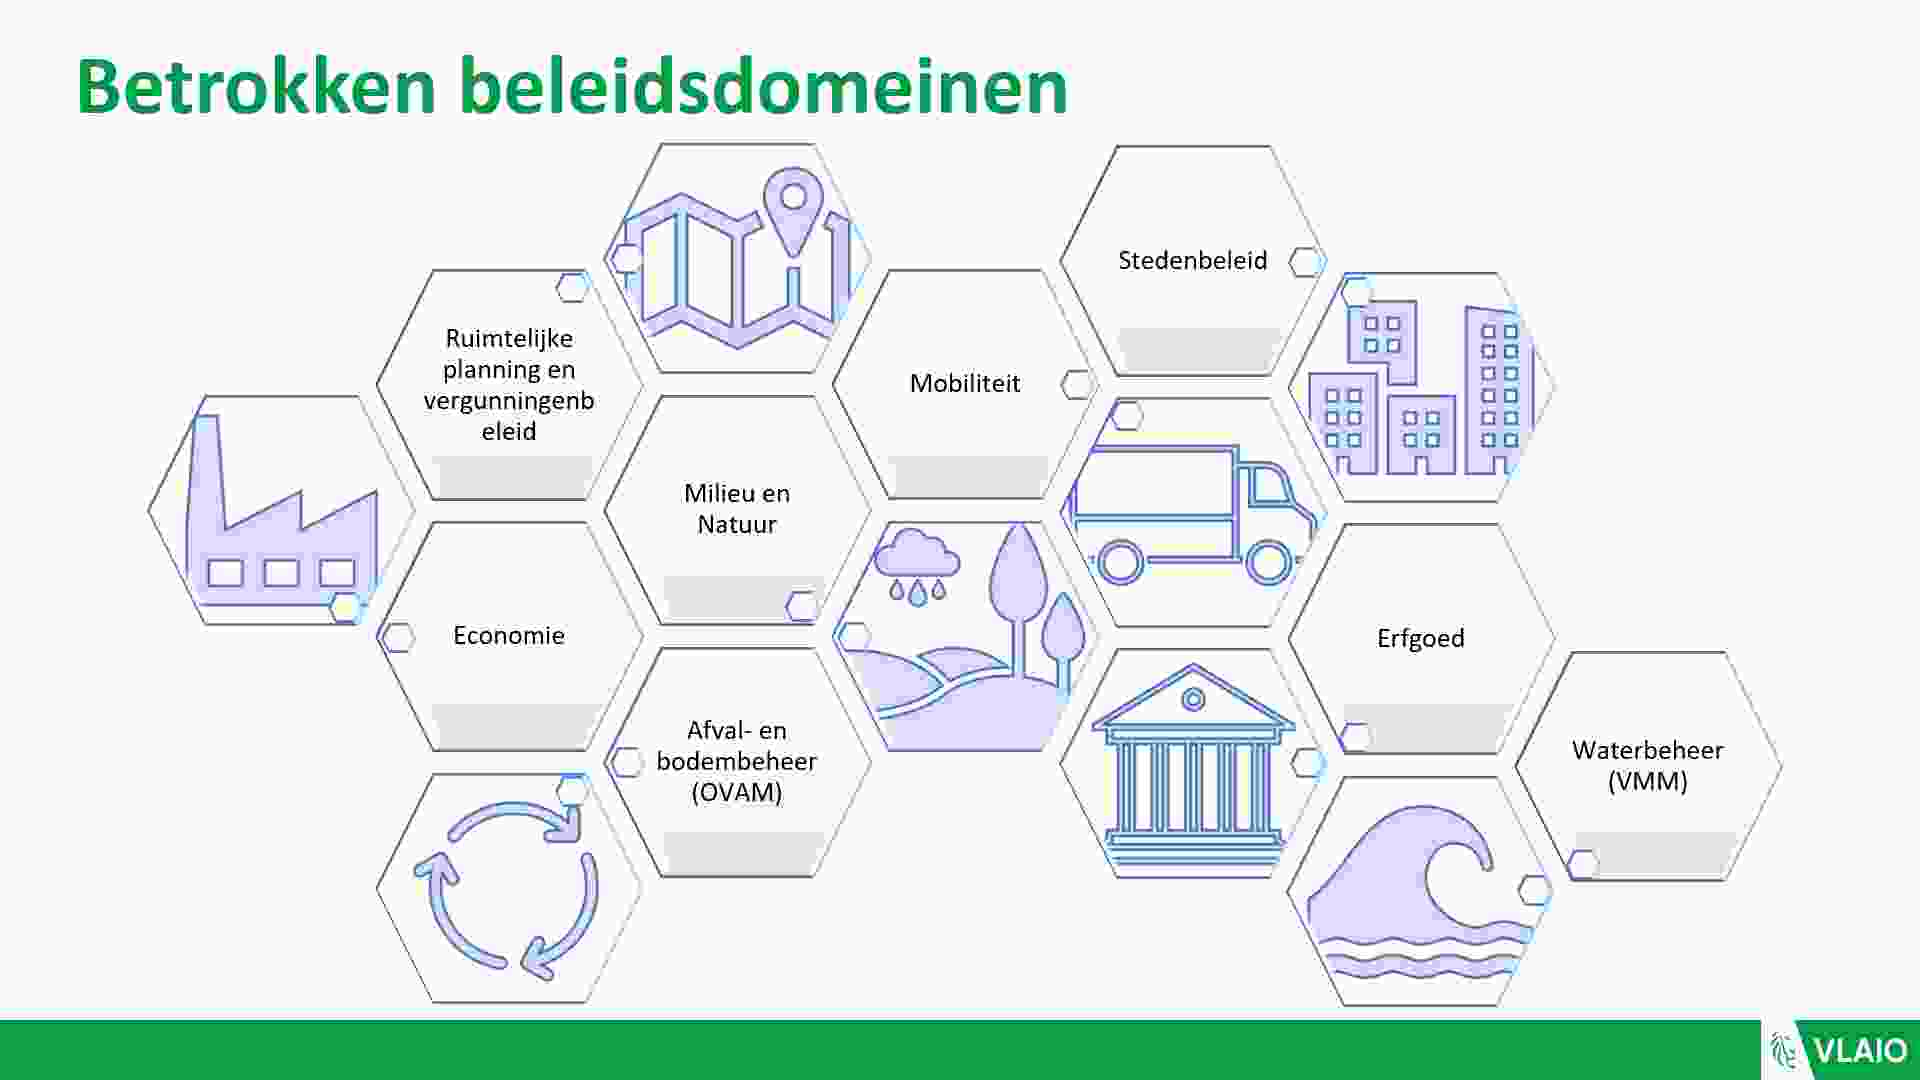 Betrokken beleidsdomeinen
Stedenbeleid
Ruimtelijke
planning en
vergunningenb
eleid
Mobiliteit
Milieu en
Natuur
Economie
Erfgoed
Afval- en
bodembeheer
(OVAM)
Waterbeheer
(VMM)
VLAIO